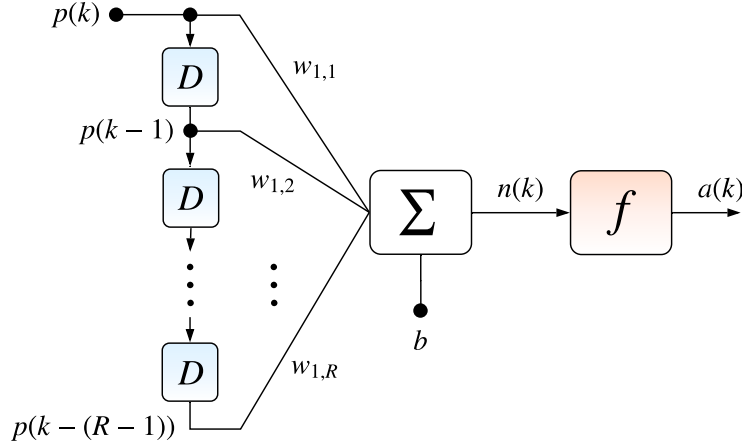 p(k)
w₁,₁
D
p(k − 1)
w₁,₂
D
Σ
n(k)
f
a(k)
b
D
w₁,R
p(k − (R − 1))